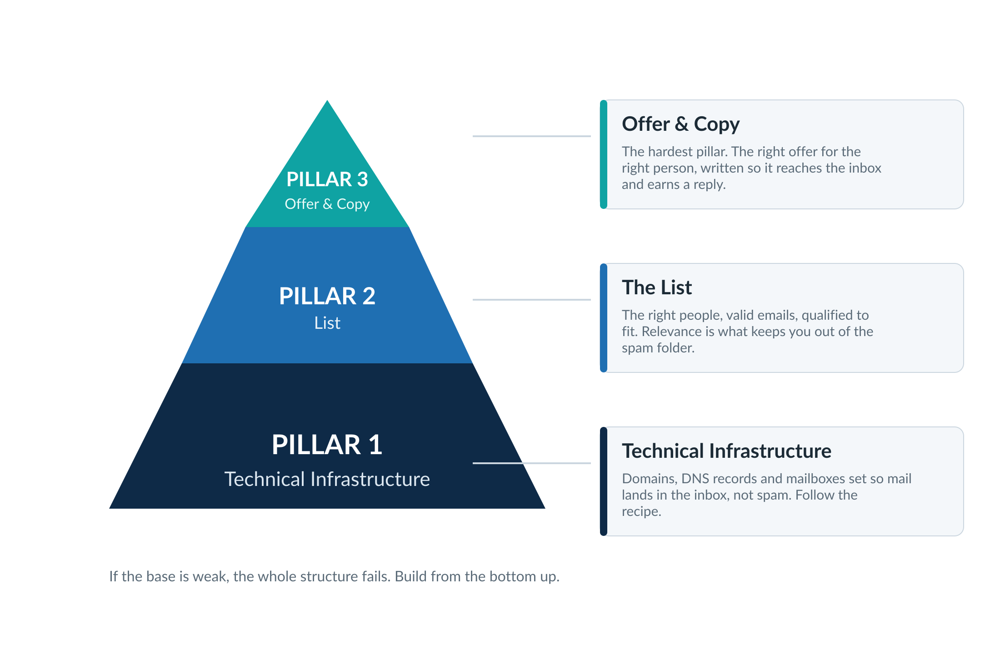 PILLAR 3
Offer & Copy
PILLAR 2
List
PILLAR 1
Technical Infrastructure
Offer & Copy
The hardest pillar. The right offer for the
right person, written so it reaches the inbox
and earns a reply.
The List
The right people, valid emails, qualified to
fit. Relevance is what keeps you out of the
spam folder.
Technical Infrastructure
Domains, DNS records and mailboxes set so mail
lands in the inbox, not spam. Follow the
recipe.
If the base is weak, the whole structure fails. Build from the bottom up.